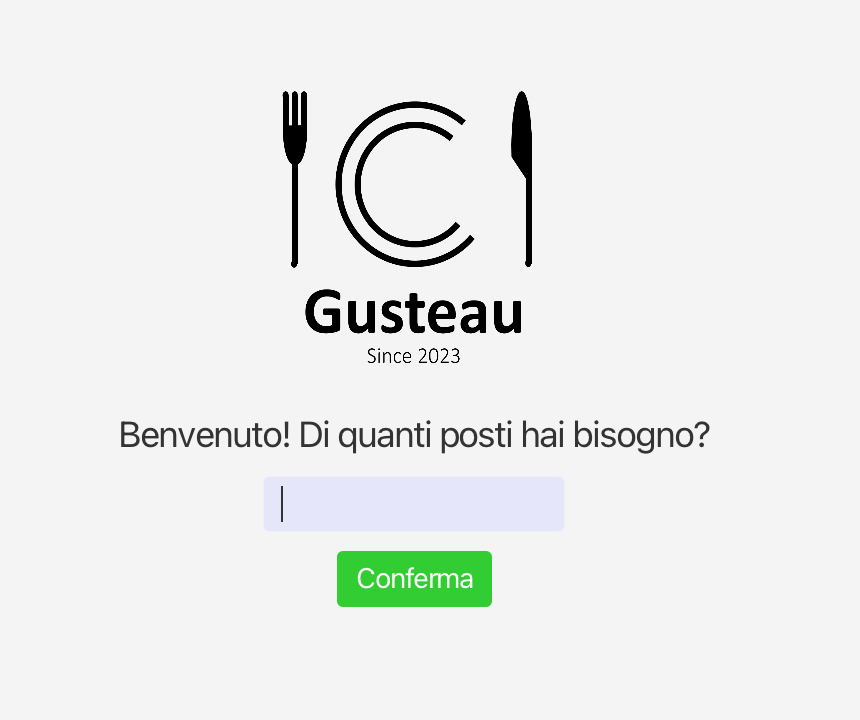 Gusteau
Since 2023
Benvenuto! Di quanti posti hai bisogno?
Conferma